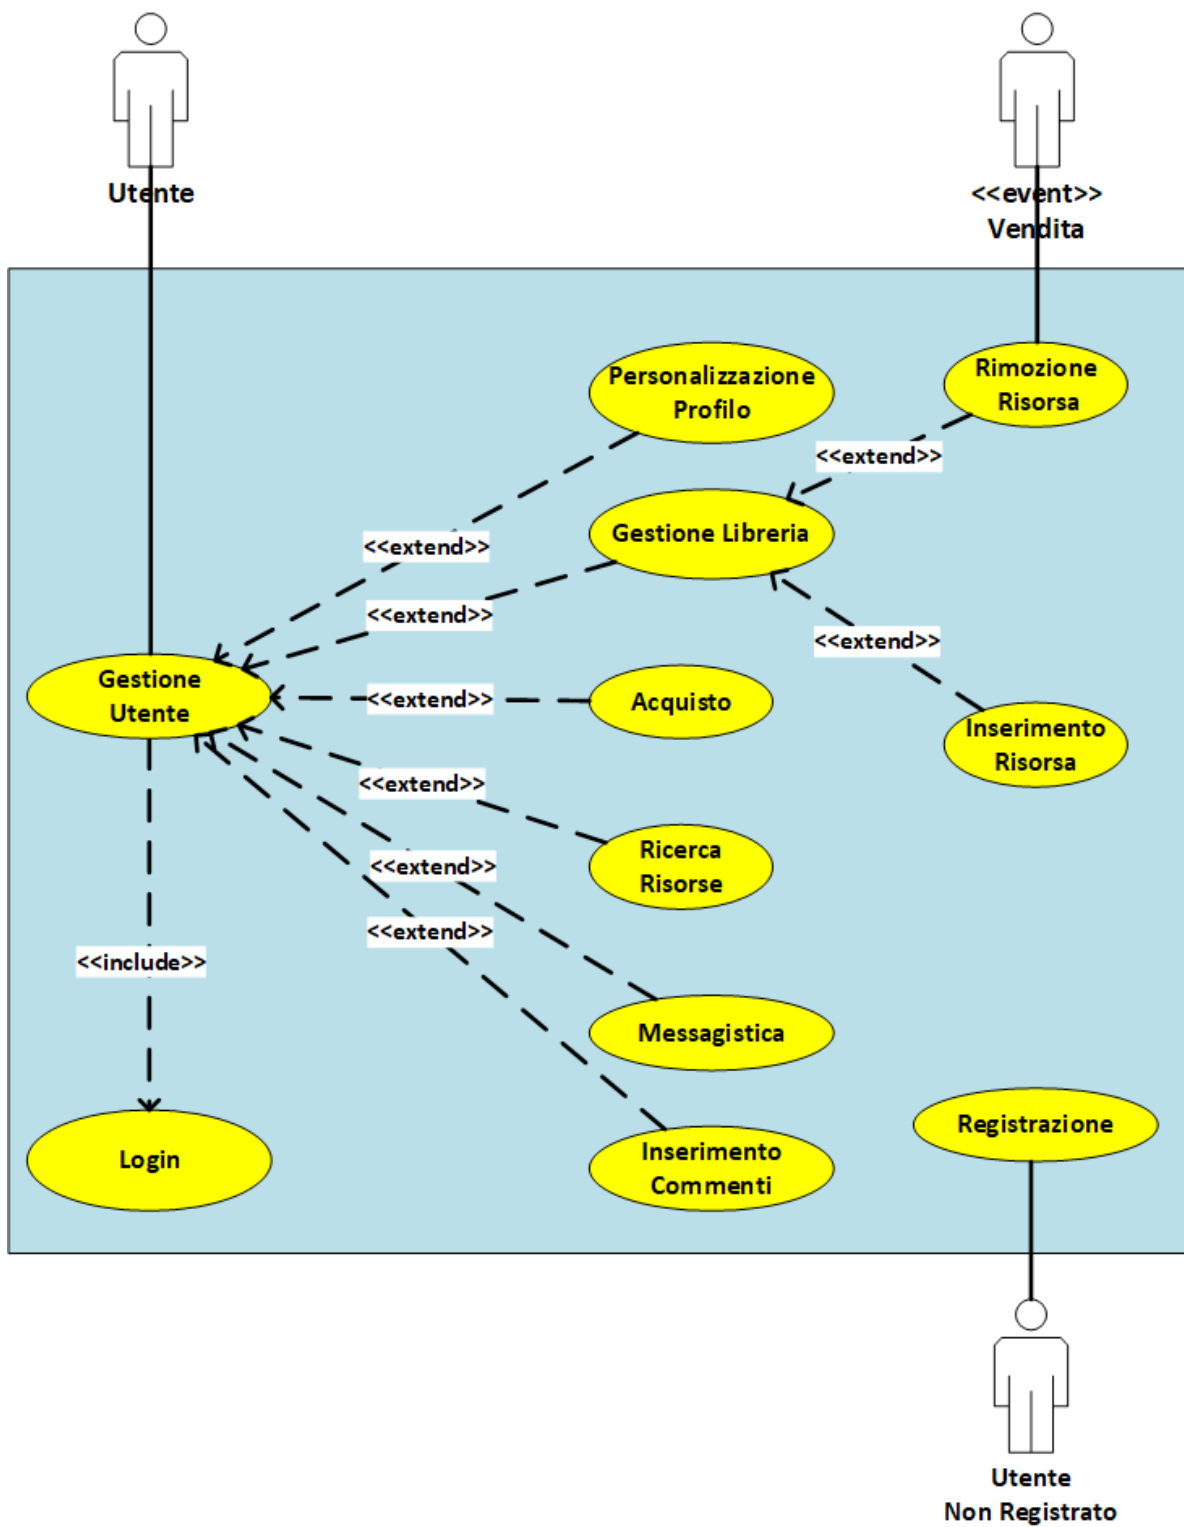 Utente
<<event>>
Vendita
Personalizzazione
Profilo
Rimozione
Risorsa
<<extend>>
Gestione Libreria
<<extend>>
<<extend>>
<<extend>>
Gestione
Utente
<<extend>>
Acquisto
Inserimento
Risorsa
<<extend>>
Ricerca
Risorse
<<extend>>
<<extend>>
<<include>>
Messagistica
Registrazione
Login
Inserimento
Commenti
Utente
Non Registrato